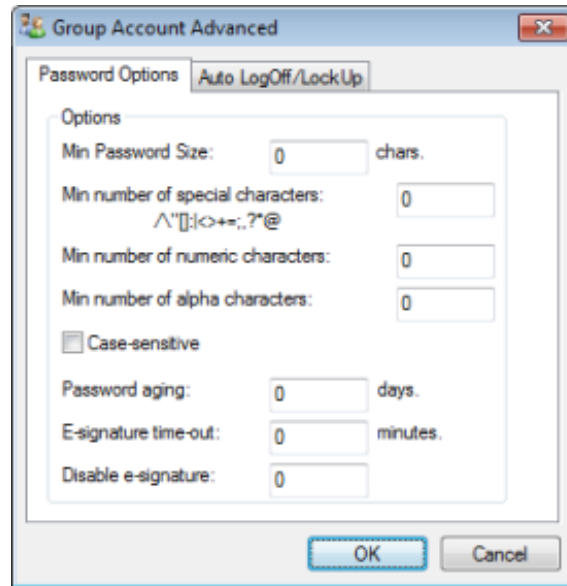 Group Account Advanced
Password Options Auto LogOff/LockUp
Options
Min Password Size: 0 chars.
Min number of special characters: 0
/\"[]:|<>+=;,.?*@
Min number of numeric characters: 0
Min number of alpha characters: 0
Case-sensitive
Password aging: 0 days.
E-signature time-out: 0 minutes.
Disable e-signature: 0
OK Cancel